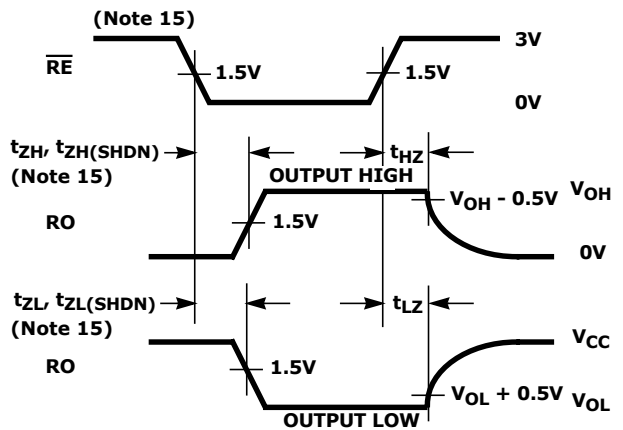 (Note 15)
3V
RE
1.5V
1.5V
0V
tZH, tZH(SHDN)
(Note 15)
tHZ
OUTPUT HIGH
VOH - 0.5V
VOH
RO
1.5V
0V
tZL, tZL(SHDN)
(Note 15)
tLZ
RO
VCC
1.5V
VOL + 0.5V
VOL
OUTPUT LOW